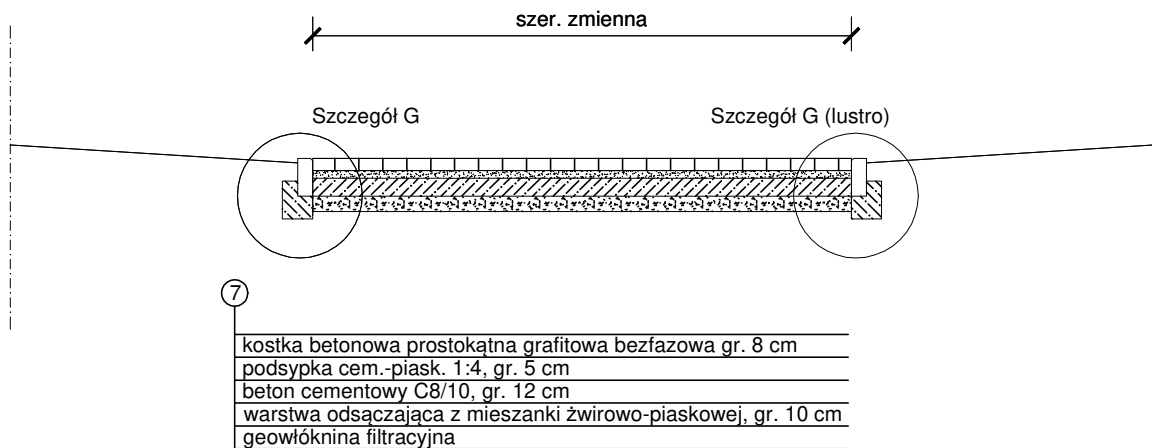 szer. zmienna
Szczegół G
Szczegół G (lustro)
7
kostka betonowa prostokątna grafitowa bezfazowa gr. 8 cm
podsypka cem.-piask. 1:4, gr. 5 cm
beton cementowy C8/10, gr. 12 cm
warstwa odsączająca z mieszanki żwirowo-piaskowej, gr. 10 cm
geowłóknina filtracyjna